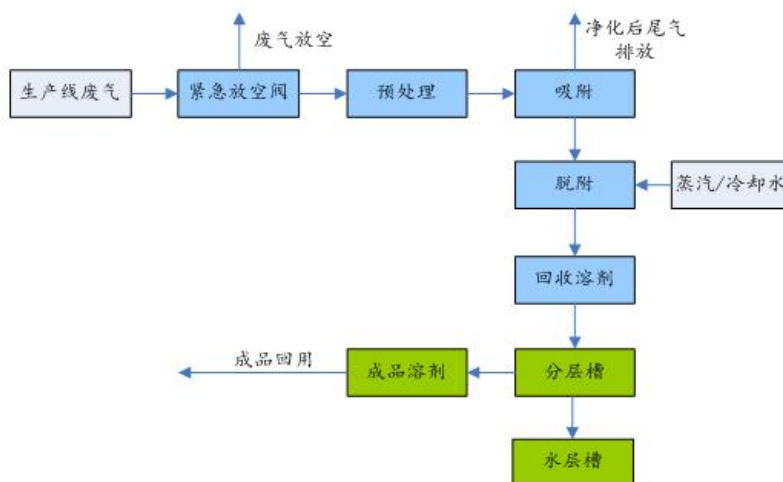 废气放空
净化后尾气
排放
生产线废气
紧急放空阀
预处理
吸附
脱附
蒸汽/冷却水
回收溶剂
成品回用
成品溶剂
分层槽
水层槽